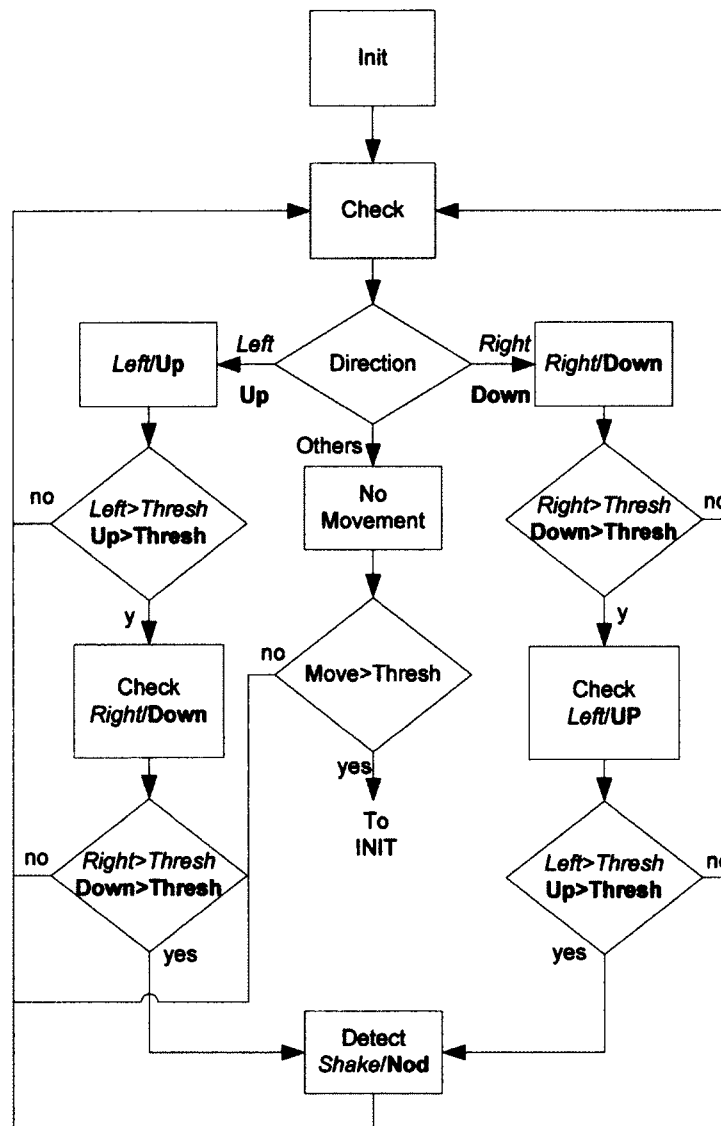 Init
Check
Direction
Left
Up
Right
Down
Others
Left/Up
No
Movement
Right/Down
no
Left>Thresh
Up>Thresh
y
no
Move>Thresh
yes
To
INIT
Right>Thresh
Down>Thresh
no
y
Check
Right/Down
Check
Left/UP
no
Right>Thresh
Down>Thresh
yes
Left>Thresh
Up>Thresh
no
yes
Detect
Shake/Nod